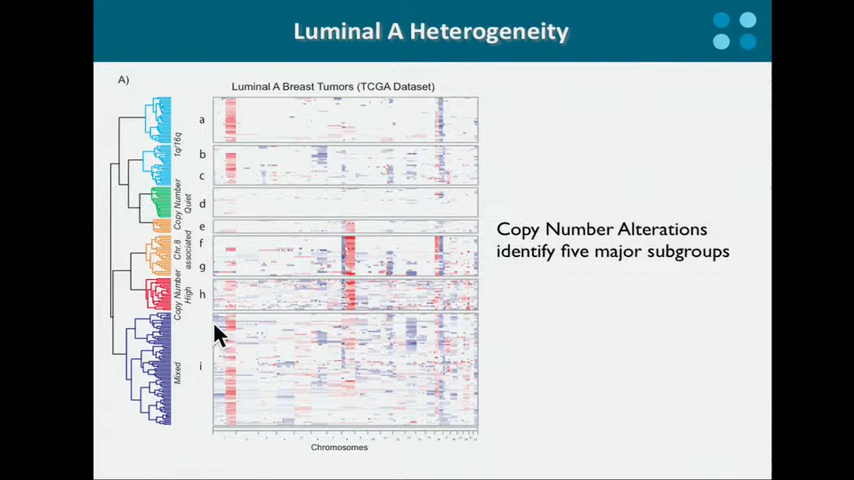 Luminal A Heterogeneity
A)
Luminal A Breast Tumors (TCGA Dataset)
1q/16q
Copy Number
Quiet
Chr.8
associated
Copy Number
High
Mixed
a
b
c
d
e
f
g
h
i
Chromosomes
Copy Number Alterations
identify five major subgroups